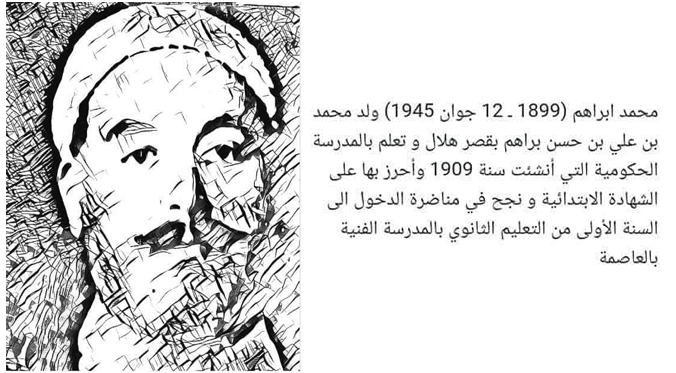 محمد ابراهم (1899 ـ 12 جوان 1945) ولد محمد
بن علي بن حسن براهم بقصر هلال و تعلم بالمدرسة
الحكومية التي أنشئت سنة 1909 وأحرز بها على
الشهادة الابتدائية و نجح في مناضرة الدخول الى
السنة الأولى من التعليم الثانوي بالمدرسة الفنية
بالعاصمة